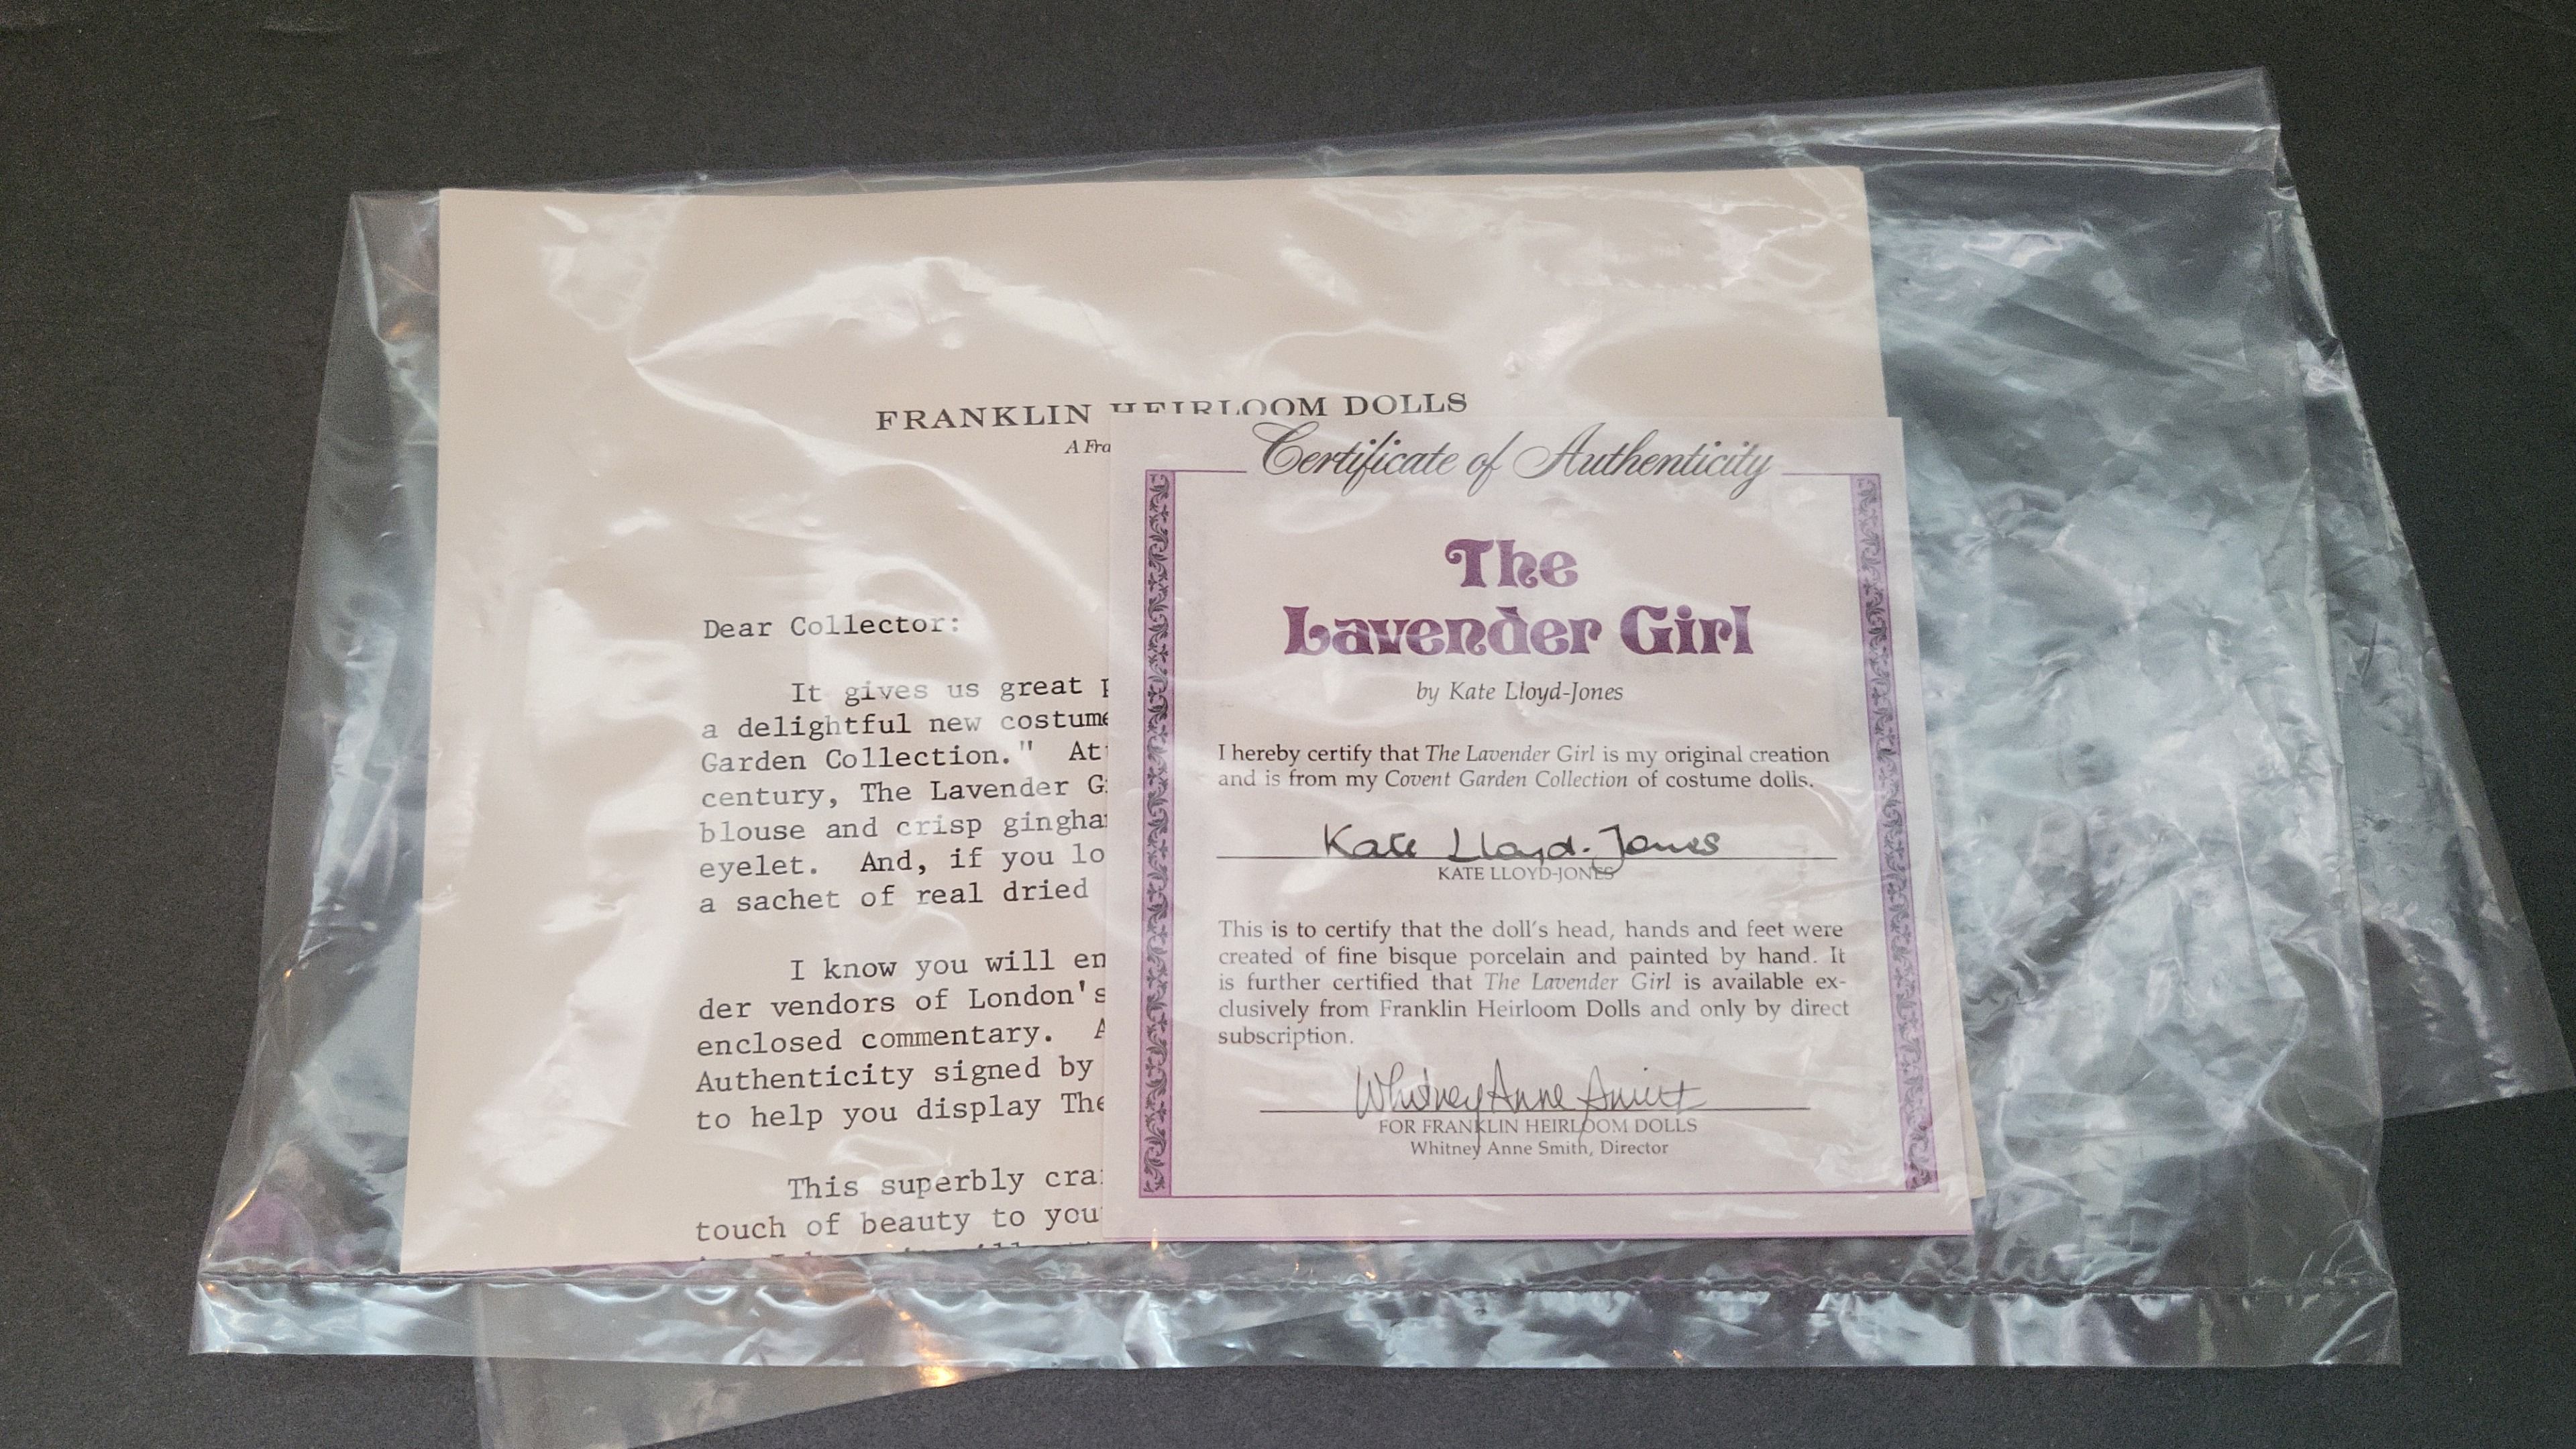 FRANKLIN HEIRLOOM DOLLS
A
Dear Collector:
It gives us great
a delightful new costume
Garden Collection."
century, The Lavender
blouse and crisp
eyelet. And, if you
a sachet of real dried
I know you will
der vendors of London's
enclosed commentary.
Authenticity signed by
to help you display The
This superbly
touch of beauty to
Certificate of Authenticity
The
Lavender Girl
by Kate Lloyd-Jones
I hereby certify that The Lavender Girl is my original creation
and is from my Covent Garden Collection of costume dolls.
Kate Lloyd-Jones
KATE LLOYD-JONES
This is to certify that the doll's head, hands and feet were
created of fine bisque porcelain and painted by hand. It
is further certified that The Lavender Girl is available ex-
clusively from Franklin Heirloom Dolls and only by direct
subscription.
Whitney Anne Smith
FOR FRANKLIN HEIRLOOM DOLLS
Whitney Anne Smith, Director